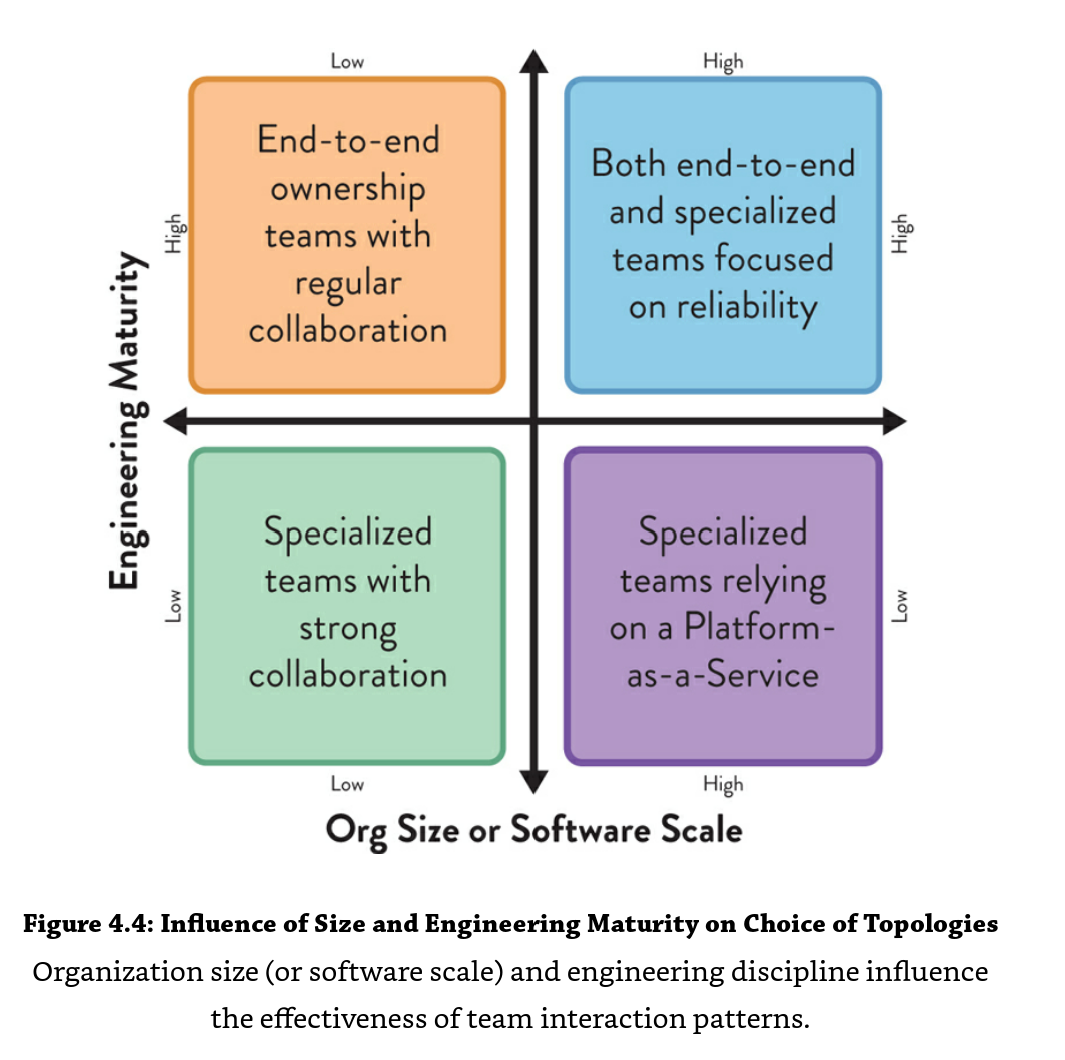 Low
High
End-to-end
ownership
teams with
regular
collaboration
Both end-to-end
and specialized
teams focused
on reliability
High
High
Engineering Maturity
Specialized
teams with
strong
collaboration
Specialized
teams relying
on a Platform-
as-a-Service
Low
Low
Low
High
Org Size or Software Scale
Figure 4.4: Influence of Size and Engineering Maturity on Choice of Topologies
Organization size (or software scale) and engineering discipline influence
the effectiveness of team interaction patterns.